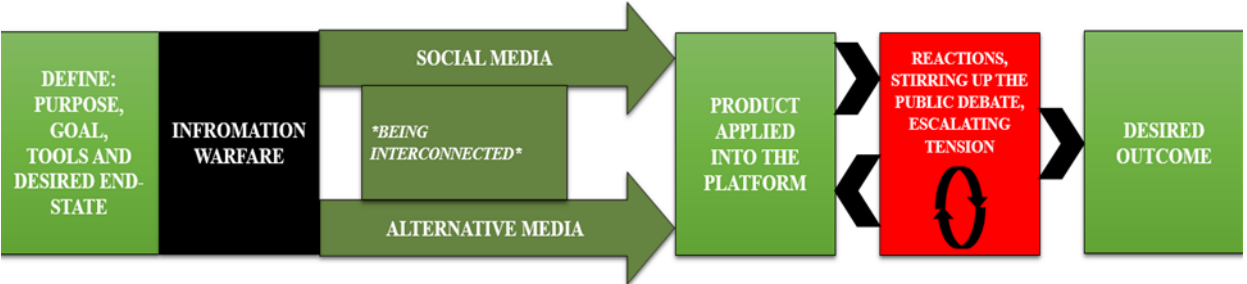 DEFINE:
PURPOSE,
GOAL,
TOOLS AND
DESIRED END-
STATE
INFROMATION
WARFARE
SOCIAL MEDIA
*BEING
INTERCONNECTED*
ALTERNATIVE MEDIA
PRODUCT
APPLIED
INTO THE
PLATFORM
REACTIONS,
STIRRING UP THE
PUBLIC DEBATE,
ESCALATING
TENSION
DESIRED
OUTCOME